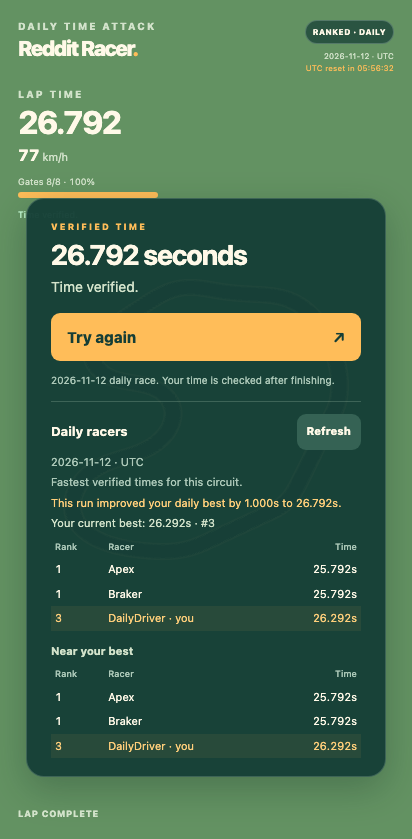 DAILY TIME ATTACK
Reddit Racer.
RANKED · DAILY
2026-11-12 · UTC
UTC reset in 05:56:32
LAP TIME
26.792
77 km/h
Gates 8/8 · 100%
VERIFIED TIME
26.792 seconds
Time verified.
Try again ↗
2026-11-12 daily race. Your time is checked after finishing.
Daily racers
Refresh
2026-11-12 · UTC
Fastest verified times for this circuit.
This run improved your daily best by 1.000s to 26.792s.
Your current best: 26.292s · #3
Rank Racer Time
1 Apex 25.792s
1 Braker 25.792s
3 DailyDriver · you 26.292s
Near your best
Rank Racer Time
1 Apex 25.792s
1 Braker 25.792s
3 DailyDriver · you 26.292s
LAP COMPLETE